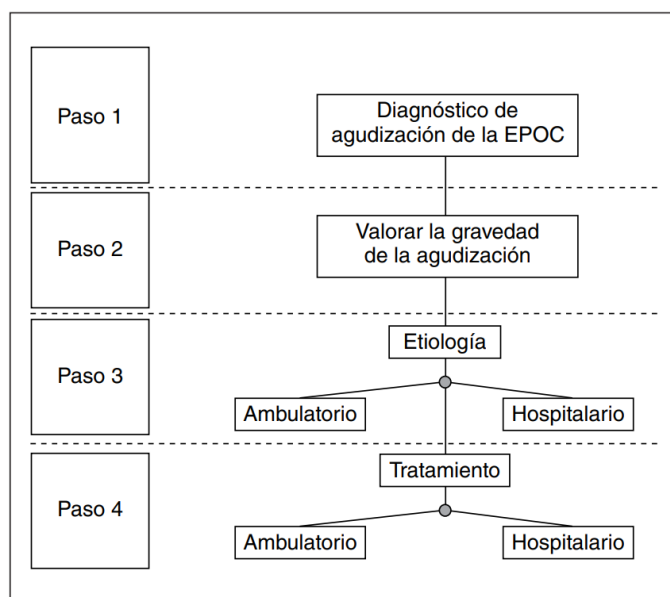 Paso 1
Diagnóstico de
agudización de la EPOC
Paso 2
Valorar la gravedad
de la agudización
Paso 3
Etiología
Ambulatorio
Hospitalario
Paso 4
Tratamiento
Ambulatorio
Hospitalario